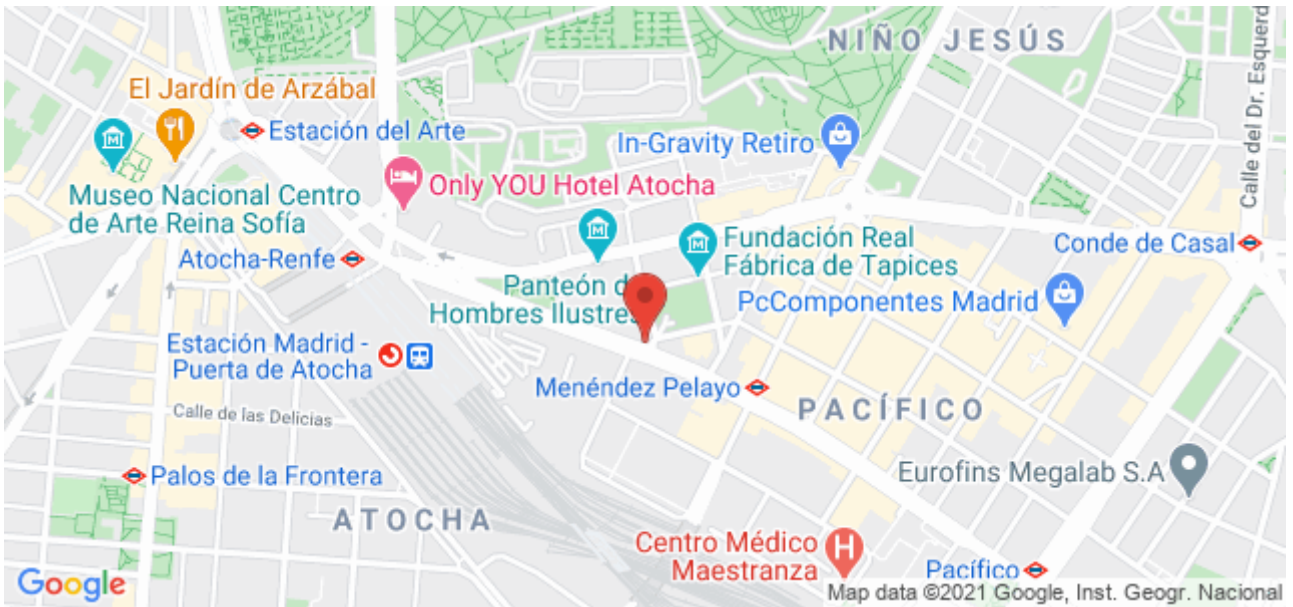 NIÑO JESÚS
Calle del Dr. Esquerd
El Jardín de Arzábal
Estación del Arte
In-Gravity Retiro
Museo Nacional Centro
de Arte Reina Sofía
Only YOU Hotel Atocha
Atocha-Renfe
Fundación Real
Fábrica de Tapices
Conde de Casal
Panteón d
Hombres Ilustres
PcComponentes Madrid
Estación Madrid -
Puerta de Atocha
Menéndez Pelayo
Calle de las Delicias
PACÍFICO
Palos de la Frontera
Eurofins Megalab S.A
ATOCHA
Centro Médico
Maestranza
Pacífico
Google
Map data ©2021 Google, Inst. Geogr. Nacional